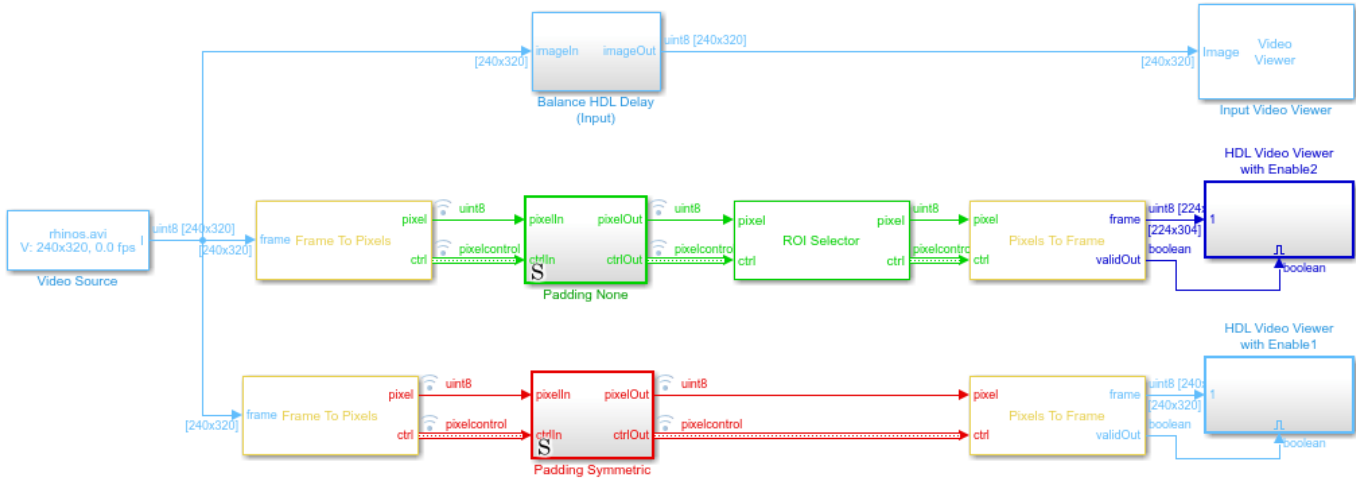 imageIn
imageOut
[240x320]
uint8 [240x320]
Balance HDL Delay
(Input)
[240x320]
Image
Video
Viewer
Input Video Viewer
rhinos.avi
V: 240x320, 0.0 fps
I
Video Source
uint8 [240x320]
[240x320]
frame
Frame To Pixels
pixel
ctrl
uint8
pixelcontrol
pixelIn
pixelOut
ctrlIn
ctrlOut
S
Padding None
uint8
pixelcontrol
pixel
pixel
ROI Selector
ctrl
ctrl
uint8
pixelcontrc
pixel
Pixels To Frame
ctrl
frame
validOut
uint8 [224
[224x304]
boolean
HDL Video Viewer
with Enable2
1
boolean
[240x320]
frame
Frame To Pixels
pixel
ctrl
uint8
pixelcontrol
pixelIn
pixelOut
ctrlIn
ctrlOut
S
Padding Symmetric
uint8
pixelcontrol
pixel
Pixels To Frame
ctrl
frame
validOut
uint8 [240
[240x320]
boolean
HDL Video Viewer
with Enable1
1
boolean